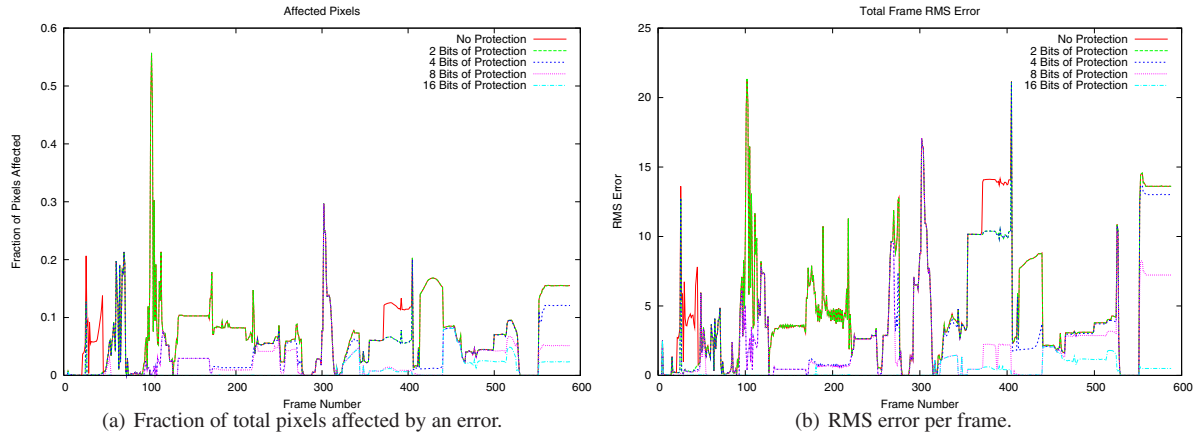 Affected Pixels
0.6
0.5
0.4
0.3
0.2
0.1
0
Fraction of Pixels Affected
No Protection
2 Bits of Protection
4 Bits of Protection
8 Bits of Protection
16 Bits of Protection
0 100 200 300 400 500 600
Frame Number
(a) Fraction of total pixels affected by an error.
Total Frame RMS Error
25
20
15
10
5
0
RMS Error
No Protection
2 Bits of Protection
4 Bits of Protection
8 Bits of Protection
16 Bits of Protection
0 100 200 300 400 500 600
Frame Number
(b) RMS error per frame.